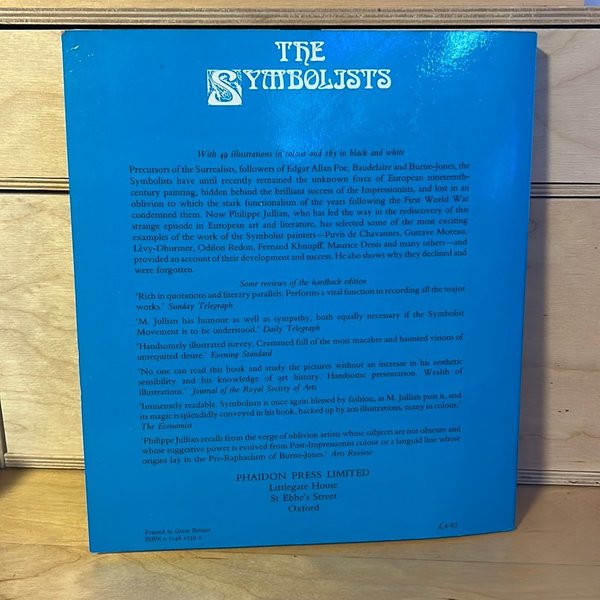 THE
SYMBOLISTS
With 49 illustrations in colour and 163 in black and white
Precursors of the Surrealists, followers of Edgar Allan Poe, Baudelaire and Burne-Jones, the
Symbolists have until recently remained the unknown force of European nineteenth-
century painting, hidden behind the brilliant success of the Impressionists, and lost in an
oblivion to which the stark functionalism of the years following the First World War
condemned them. Now Philippe Jullian, who has led the way in the rediscovery of this
strange episode in European art and literature, has selected some of the most exciting
examples of the work of the Symbolist painters—Puvis de Chavannes, Gustave Moreau,
Lévy-Dhurmer, Odilon Redon, Fernand Khnopff, Maurice Denis and many others—and
provided an account of their development and success. He also shows why they declined and
were forgotten.
Some reviews of the hardback edition
'Rich in quotations and literary parallels. Performs a vital function in recording all the major
works.' Sunday Telegraph
'M. Jullian has humour as well as sympathy, both equally necessary if the Symbolist
Movement is to be understood.' Daily Telegraph
'Handsomely illustrated survey. Crammed full of the most macabre and haunted visions of
unrequited desire.' Evening Standard
'No one can read this book and study the pictures without an increase in his aesthetic
sensibility and his knowledge of art history. Handsome presentation. Wealth of
illustrations.' Journal of the Royal Society of Arts
'Immensely readable. Symbolism is once again blessed by fashion, as M. Jullian puts it, and
its magic is splendidly conveyed in his book, backed up by 200 illustrations, many in colour.'
The Economist
'Philippe Jullian recalls from the verge of oblivion artists whose subjects are not obscure and
whose suggestive power is evolved from Post-Impressionist colour or a languid line whose
origins lay in the Pre-Raphaelism of Burne-Jones.' Arts Review
PHAIDON PRESS LIMITED
Littlegate House
St Ebbe's Street
Oxford
Printed in Great Britain
ISBN 0 7148